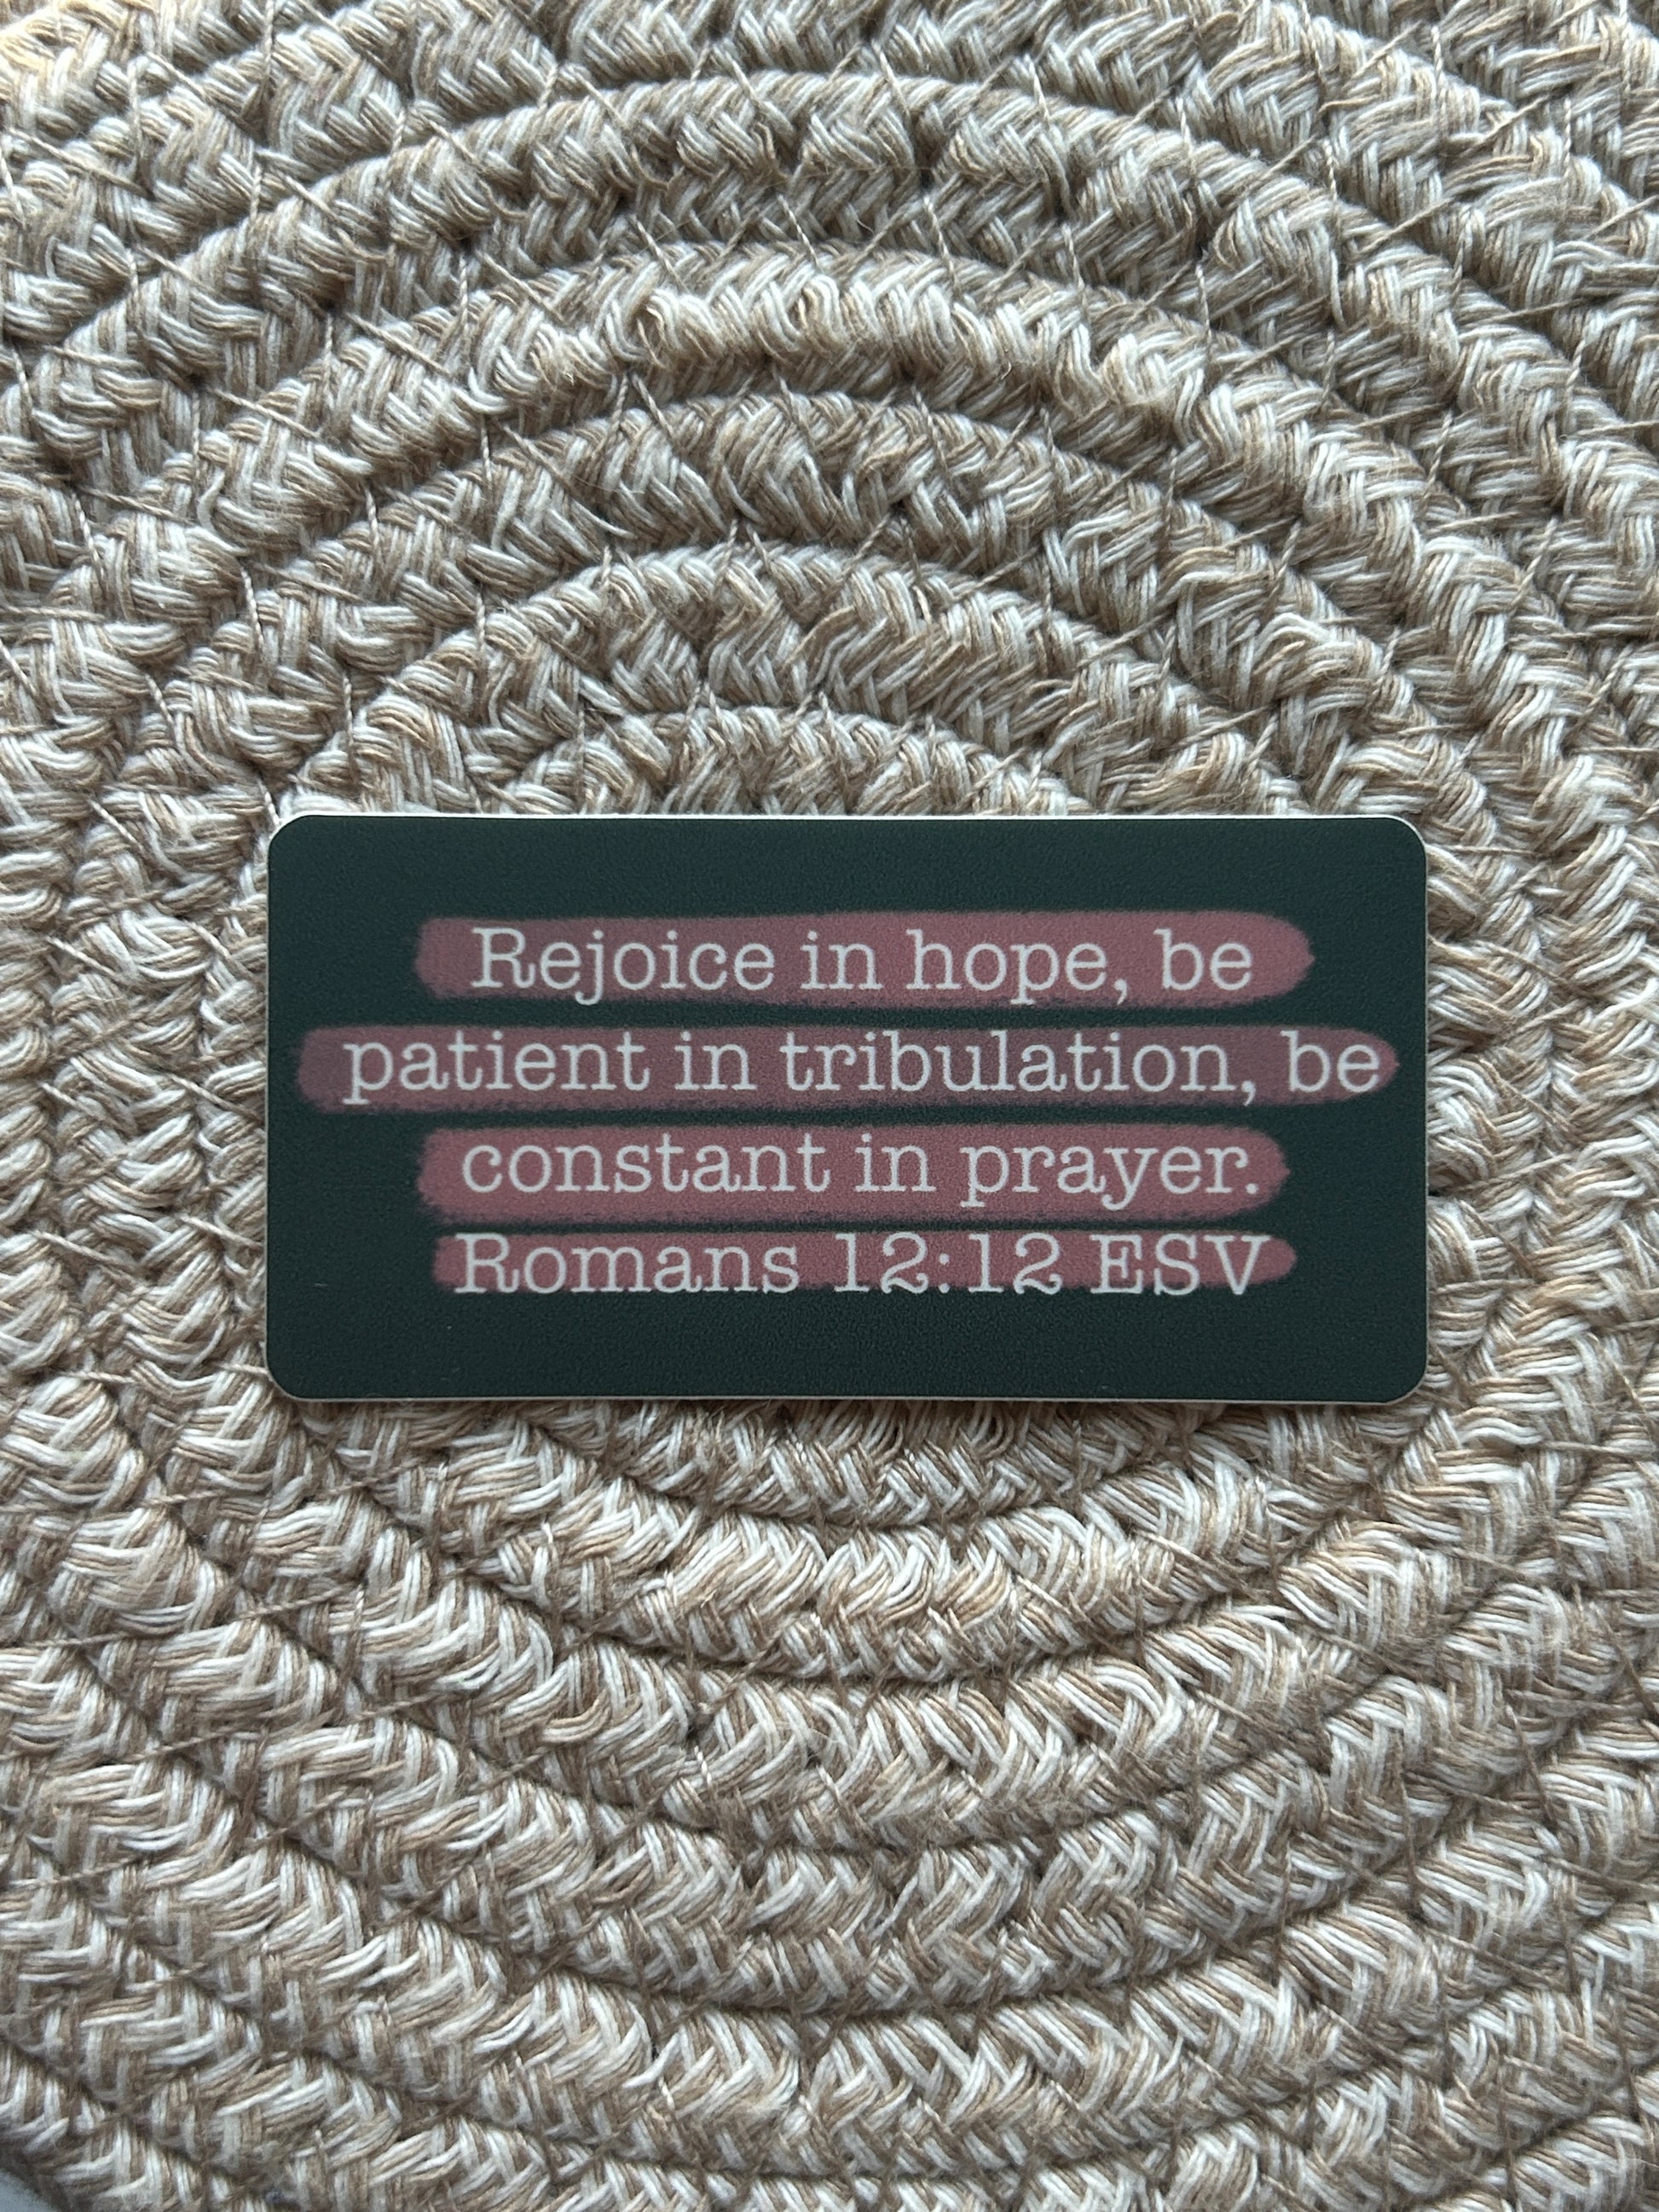 Rejoice in hope, be
patient in tribulation, be
constant in prayer.
Romans 12:12 ESV